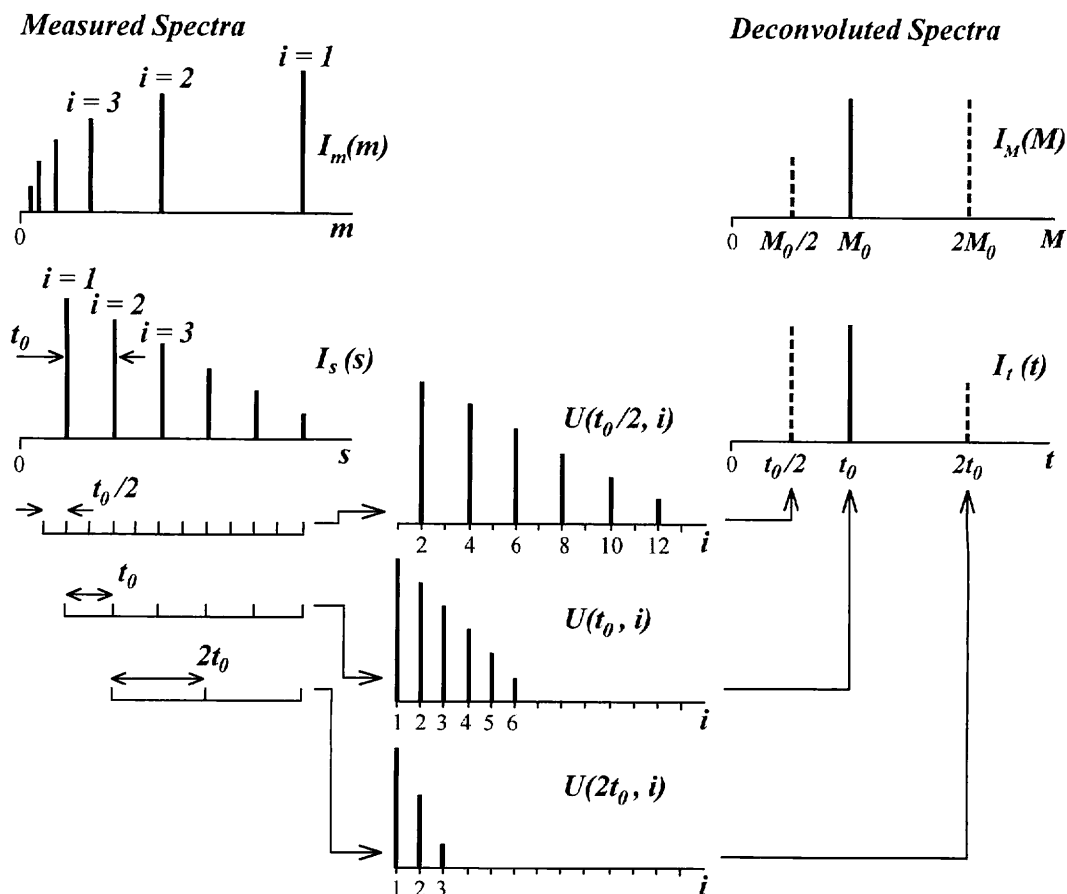 Measured Spectra
Deconvoluted Spectra
i = 1
i = 2
i = 3
I_m(m)
0
m
I_M(M)
0
M_0/2
M_0
2M_0
M
i = 1
i = 2
i = 3
t_0
I_s(s)
0
s
I_t(t)
0
t_0/2
t_0
2t_0
t
t_0/2
U(t_0/2, i)
2 4 6 8 10 12
i
t_0
U(t_0, i)
1 2 3 4 5 6
i
2t_0
U(2t_0, i)
1 2 3
i